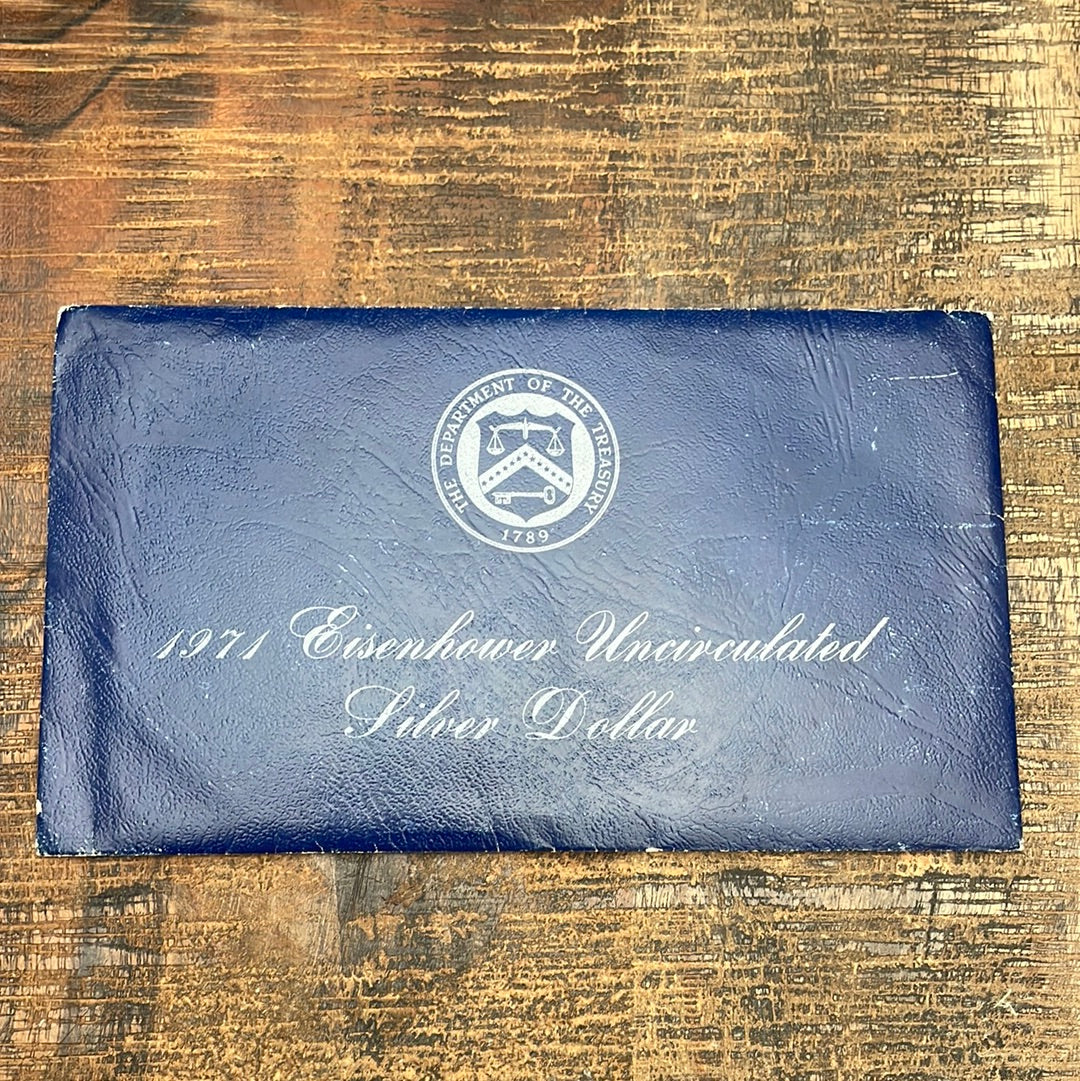 THE DEPARTMENT OF THE TREASURY
1789
1971 Eisenhower Uncirculated
Silver Dollar